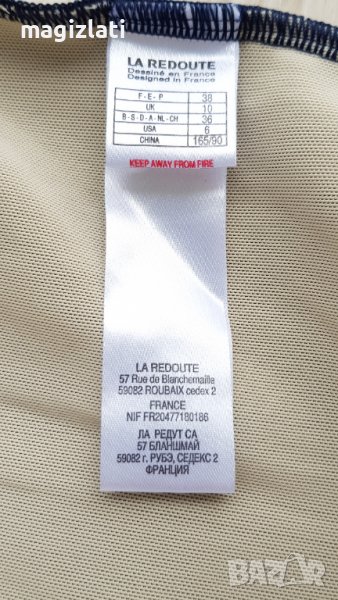 magizlati
LA REDOUTE
Dessiné en France
Designed in France
F-E-P 38
UK 10
B-S-D-A-NL-CH 36
USA 6
CHINA 165/90
KEEP AWAY FROM FIRE
LA REDOUTE
57 Rue de Blanchemaille
59082 ROUBAIX cedex 2
FRANCE
NIF FR20477180186
ЛА РЕДУТ СА
57 БЛАНШМАЙ
59082 г. РУБЭ, СЕДЕКС 2
ФРАНЦИЯ
BAZAR